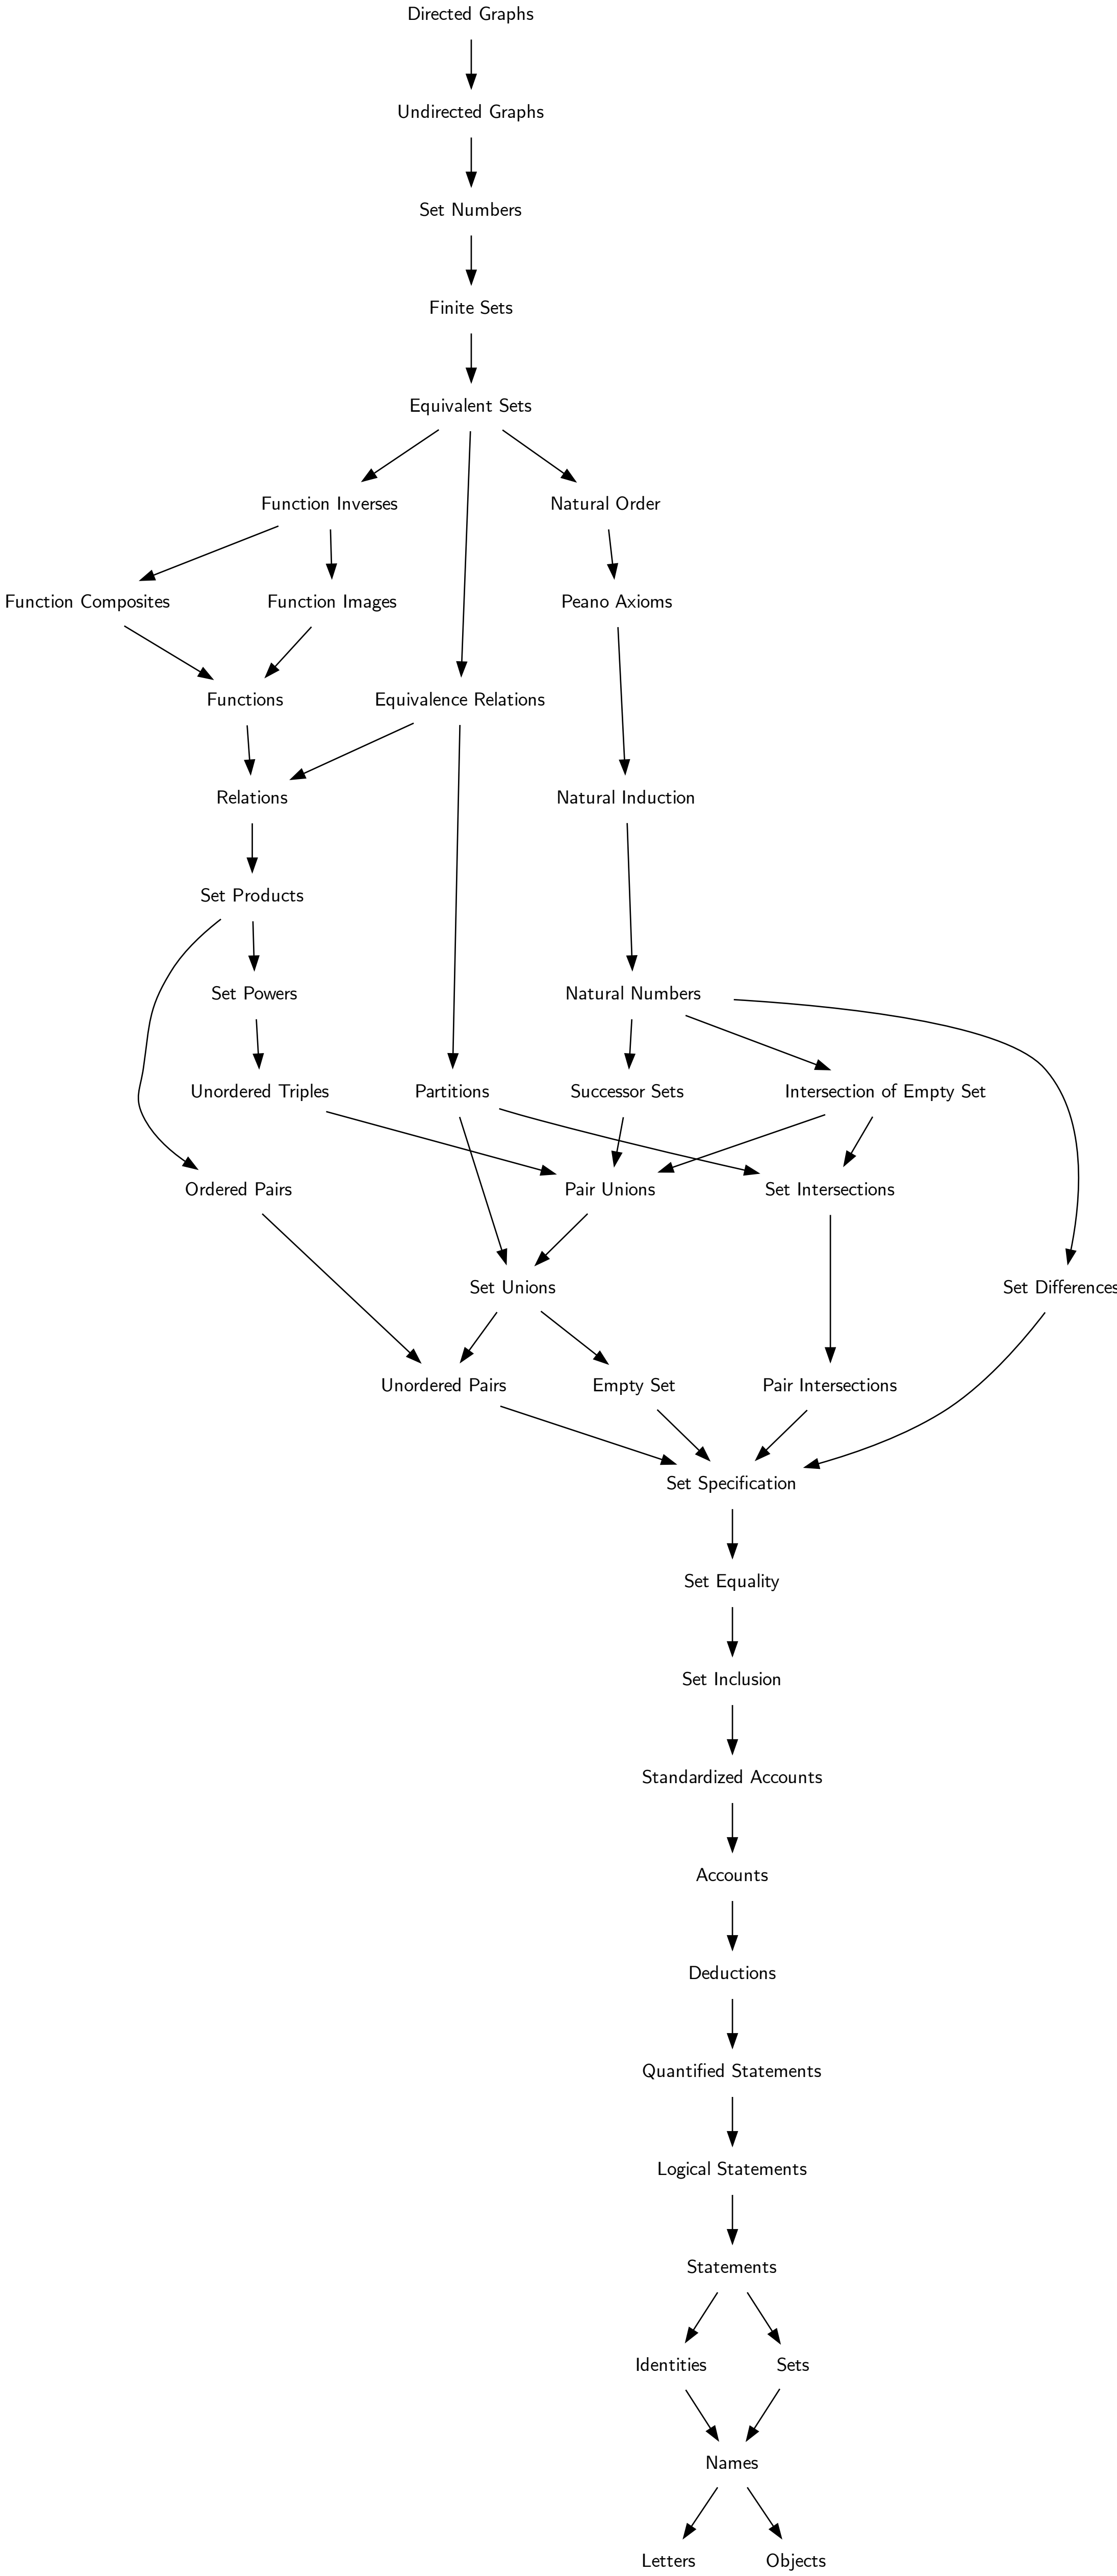 Directed Graphs
Undirected Graphs
Set Numbers
Finite Sets
Equivalent Sets
Function Inverses
Natural Order
Function Composites
Function Images
Peano Axioms
Functions
Equivalence Relations
Relations
Natural Induction
Set Products
Set Powers
Natural Numbers
Unordered Triples
Partitions
Successor Sets
Intersection of Empty Set
Ordered Pairs
Pair Unions
Set Intersections
Set Unions
Set Differences
Unordered Pairs
Empty Set
Pair Intersections
Set Specification
Set Equality
Set Inclusion
Standardized Accounts
Accounts
Deductions
Quantified Statements
Logical Statements
Statements
Identities
Sets
Names
Letters
Objects